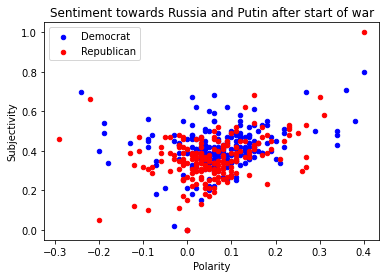 Sentiment towards Russia and Putin after start of war
Democrat
Republican
1.0
0.8
0.6
0.4
0.2
0.0
Subjectivity
−0.3 −0.2 −0.1 0.0 0.1 0.2 0.3 0.4
Polarity